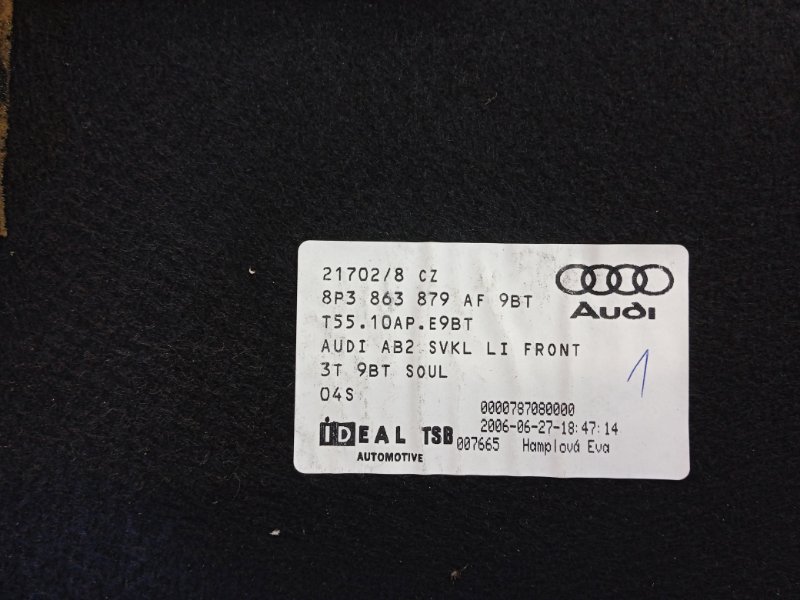 21702/8 CZ
8P3 863 879 AF 9BT
T55.10AP.E9BT
AUDI AB2 SVKL LI FRONT
3T 9BT SOUL
04S
Audi
1
0000787080000
2006-06-27-18:47:14
007665 Hamplová Eva
IDEAL TSB
AUTOMOTIVE